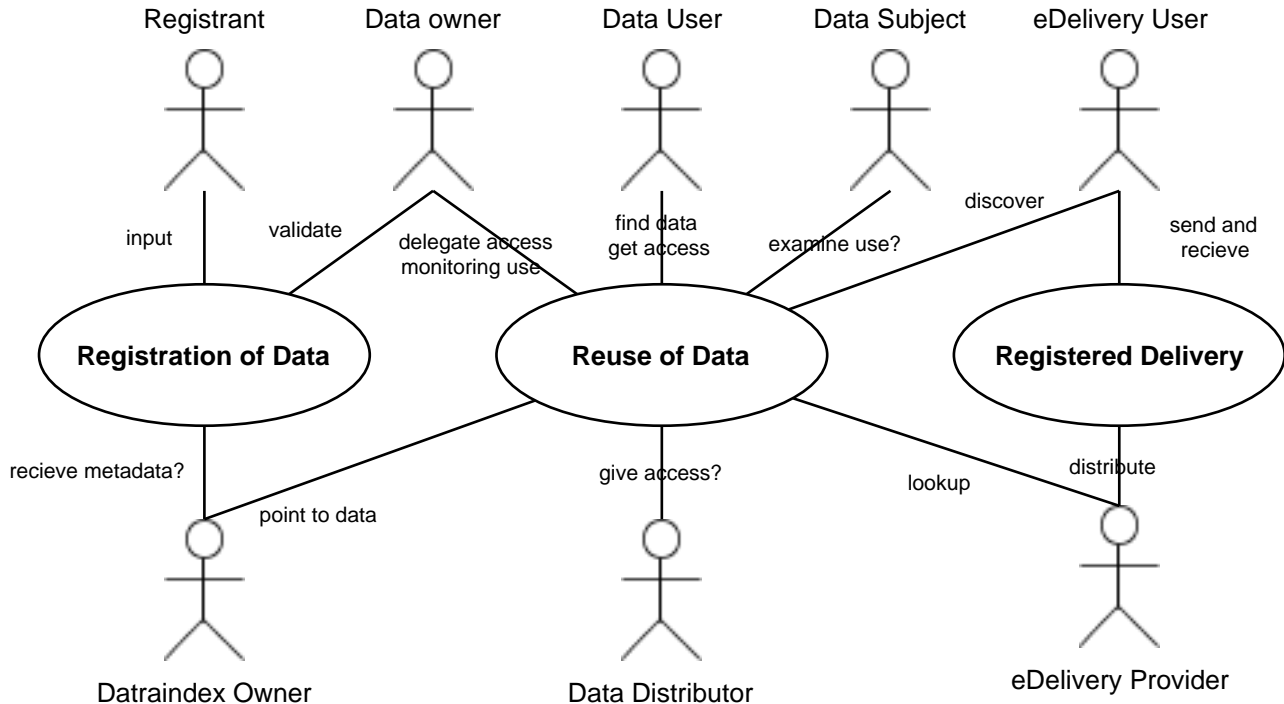 Registrant
Data owner
Data User
Data Subject
eDelivery User
input
validate
delegate access
monitoring use
find data
get access
examine use?
discover
send and
recieve
Registration of Data
Reuse of Data
Registered Delivery
recieve metadata?
point to data
give access?
lookup
distribute
Datraindex Owner
Data Distributor
eDelivery Provider